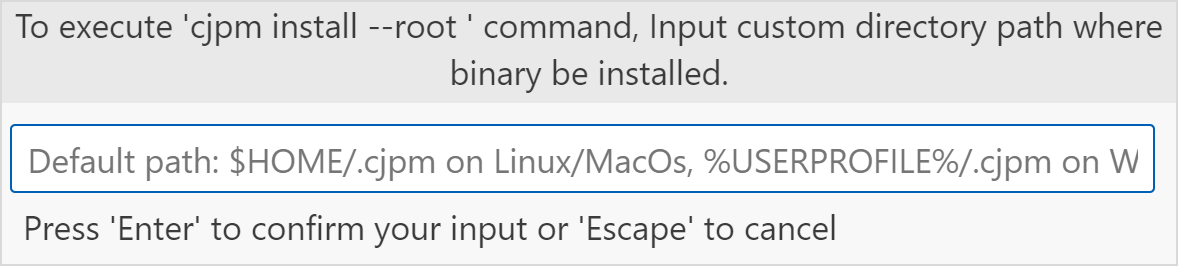 To execute 'cjpm install --root ' command, Input custom directory path where
binary be installed.
Default path: $HOME/.cjpm on Linux/MacOs, %USERPROFILE%/.cjpm on W
Press 'Enter' to confirm your input or 'Escape' to cancel